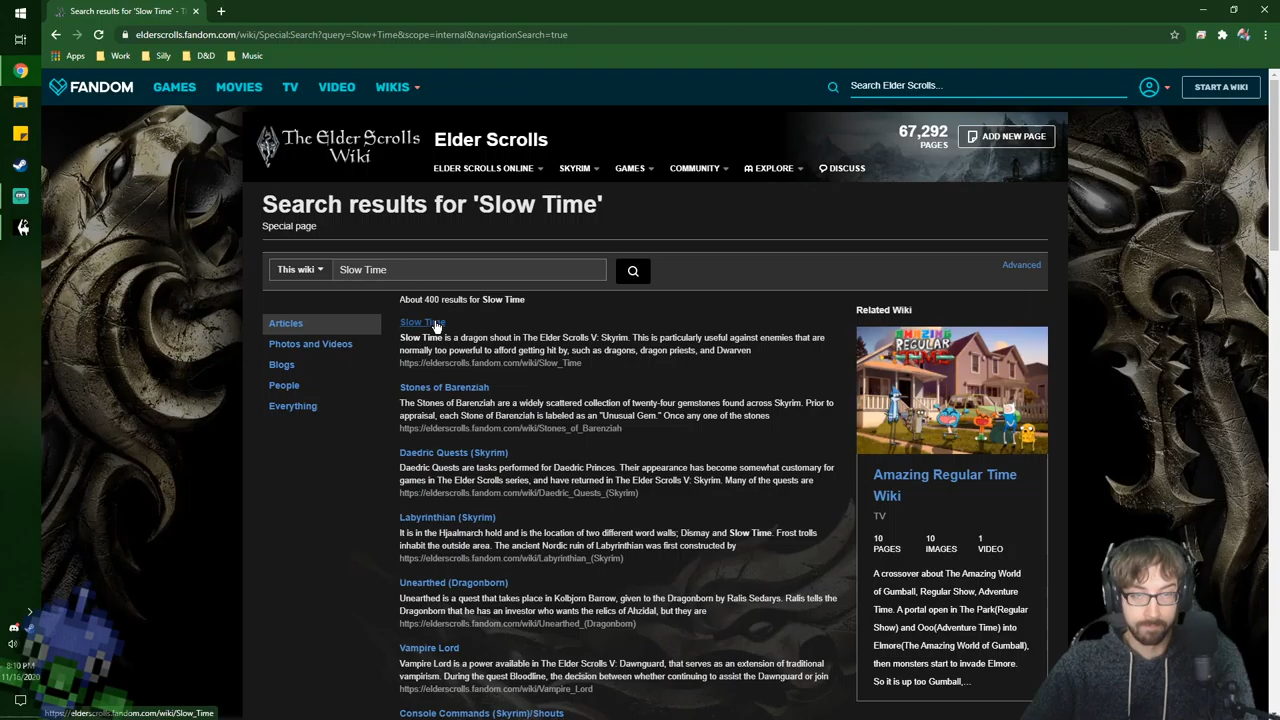 Slow Time - Search results - Ti
elderscrolls.fandom.com/wiki/Special:Search?query=Slow+Time&scope=internal&navigationSearch=true
Apps Work Silly D&D Music
FANDOM GAMES MOVIES TV VIDEO WIKIS Search Elder Scrolls... START A WIKI
The Elder Scrolls Wiki
Elder Scrolls
67,292
PAGES
ADD NEW PAGE
ELDER SCROLLS ONLINE SKYRIM GAMES COMMUNITY EXPLORE DISCUSS
Search results for 'Slow Time'
Special page
This wiki Slow Time
Advanced
About 400 results for Slow Time
Articles
Photos and Videos
Blogs
People
Everything
Slow Time
Slow Time is a dragon shout in The Elder Scrolls V: Skyrim. This is particularly useful against enemies that are
normally too powerful to afford getting hit by, such as dragons, dragon priests, and Dwarven
https://elderscrolls.fandom.com/wiki/Slow_Time
Stones of Barenziah
The Stones of Barenziah are a widely scattered collection of twenty-four gemstones found across Skyrim. Prior to
appraisal, each Stone of Barenziah is labeled as an "Unusual Gem." Once any one of the stones
https://elderscrolls.fandom.com/wiki/Stones_of_Barenziah
Daedric Quests (Skyrim)
Daedric Quests are tasks performed for Daedric Princes. Their appearance has become somewhat customary for
games in The Elder Scrolls series, and have returned in The Elder Scrolls V: Skyrim. Many of the quests are
https://elderscrolls.fandom.com/wiki/Daedric_Quests_(Skyrim)
Labyrinthian (Skyrim)
It is in the Hjaalmarch hold and is the location of two different word walls; Dismay and Slow Time. Frost trolls
inhabit the outside area. The ancient Nordic ruin of Labyrinthian was first constructed by
https://elderscrolls.fandom.com/wiki/Labyrinthian_(Skyrim)
Unearthed (Dragonborn)
Unearthed is a quest that takes place in Kolbjorn Barrow, given to the Dragonborn by Ralis Sedarys. Ralis tells the
Dragonborn that he has an investor who wants the relics of Ahzidal, but they are
https://elderscrolls.fandom.com/wiki/Unearthed_(Dragonborn)
Vampire Lord
Vampire Lord is a power available in The Elder Scrolls V: Dawnguard, that serves as an extension of traditional
vampirism. During the quest Bloodline, the decision between whether continuing to assist the Dawnguard or join
https://elderscrolls.fandom.com/wiki/Vampire_Lord
Console Commands (Skyrim)/Shouts
Related Wiki
AMAZING
REGULAR
TIME
Amazing Regular Time
Wiki
TV
10 10 1
PAGES IMAGES VIDEO
A crossover about The Amazing World
of Gumball, Regular Show, Adventure
Time. A portal open in The Park(Regular
Show) and Ooo(Adventure Time) into
Elmore(The Amazing World of Gumball),
then monsters start to invade Elmore.
So it is up too Gumball,...
8:10 PM
11/16/2020
https://elderscrolls.fandom.com/wiki/Slow_Time